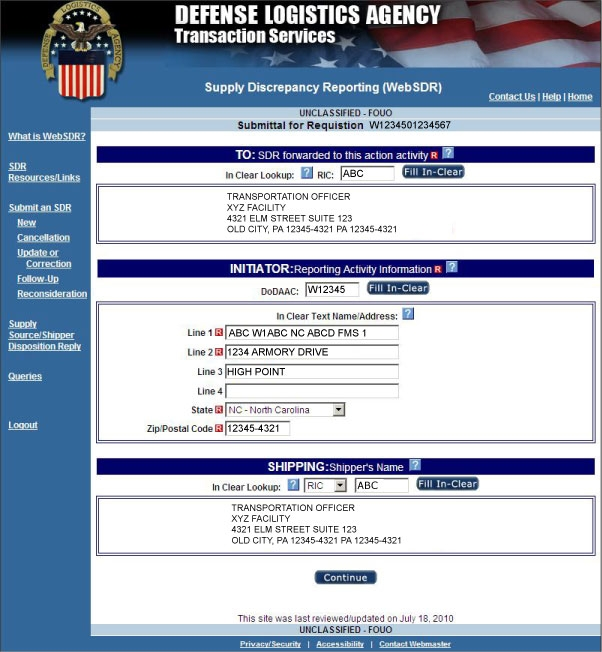 DEFENSE LOGISTICS AGENCY
DEFENSE LOGISTICS AGENCY
Transaction Services
Supply Discrepancy Reporting (WebSDR)
Contact Us | Help | Home
UNCLASSIFIED - FOUO
Submittal for Requistion W1234501234567
What is WebSDR?
SDR
Resources/Links
Submit an SDR
New
Cancellation
Update or
Correction
Follow-Up
Reconsideration
Supply
Source/Shipper
Disposition Reply
Queries
Logout
TO: SDR forwarded to this action activity R ?
In Clear Lookup: ? RIC: ABC Fill In-Clear
TRANSPORTATION OFFICER
XYZ FACILITY
4321 ELM STREET SUITE 123
OLD CITY, PA 12345-4321 PA 12345-4321
INITIATOR:Reporting Activity Information R ?
DoDAAC: W12345 Fill In-Clear
In Clear Text Name/Address: ?
Line 1 R ABC W1ABC NC ABCD FMS 1
Line 2 R 1234 ARMORY DRIVE
Line 3 HIGH POINT
Line 4
State R NC - North Carolina
Zip/Postal Code R 12345-4321
SHIPPING:Shipper's Name ?
In Clear Lookup: ? RIC ABC Fill In-Clear
TRANSPORTATION OFFICER
XYZ FACILITY
4321 ELM STREET SUITE 123
OLD CITY, PA 12345-4321 PA 12345-4321
Continue
This site was last reviewed/updated on July 18, 2010
UNCLASSIFIED - FOUO
Privacy/Security | Accessibility | Contact Webmaster